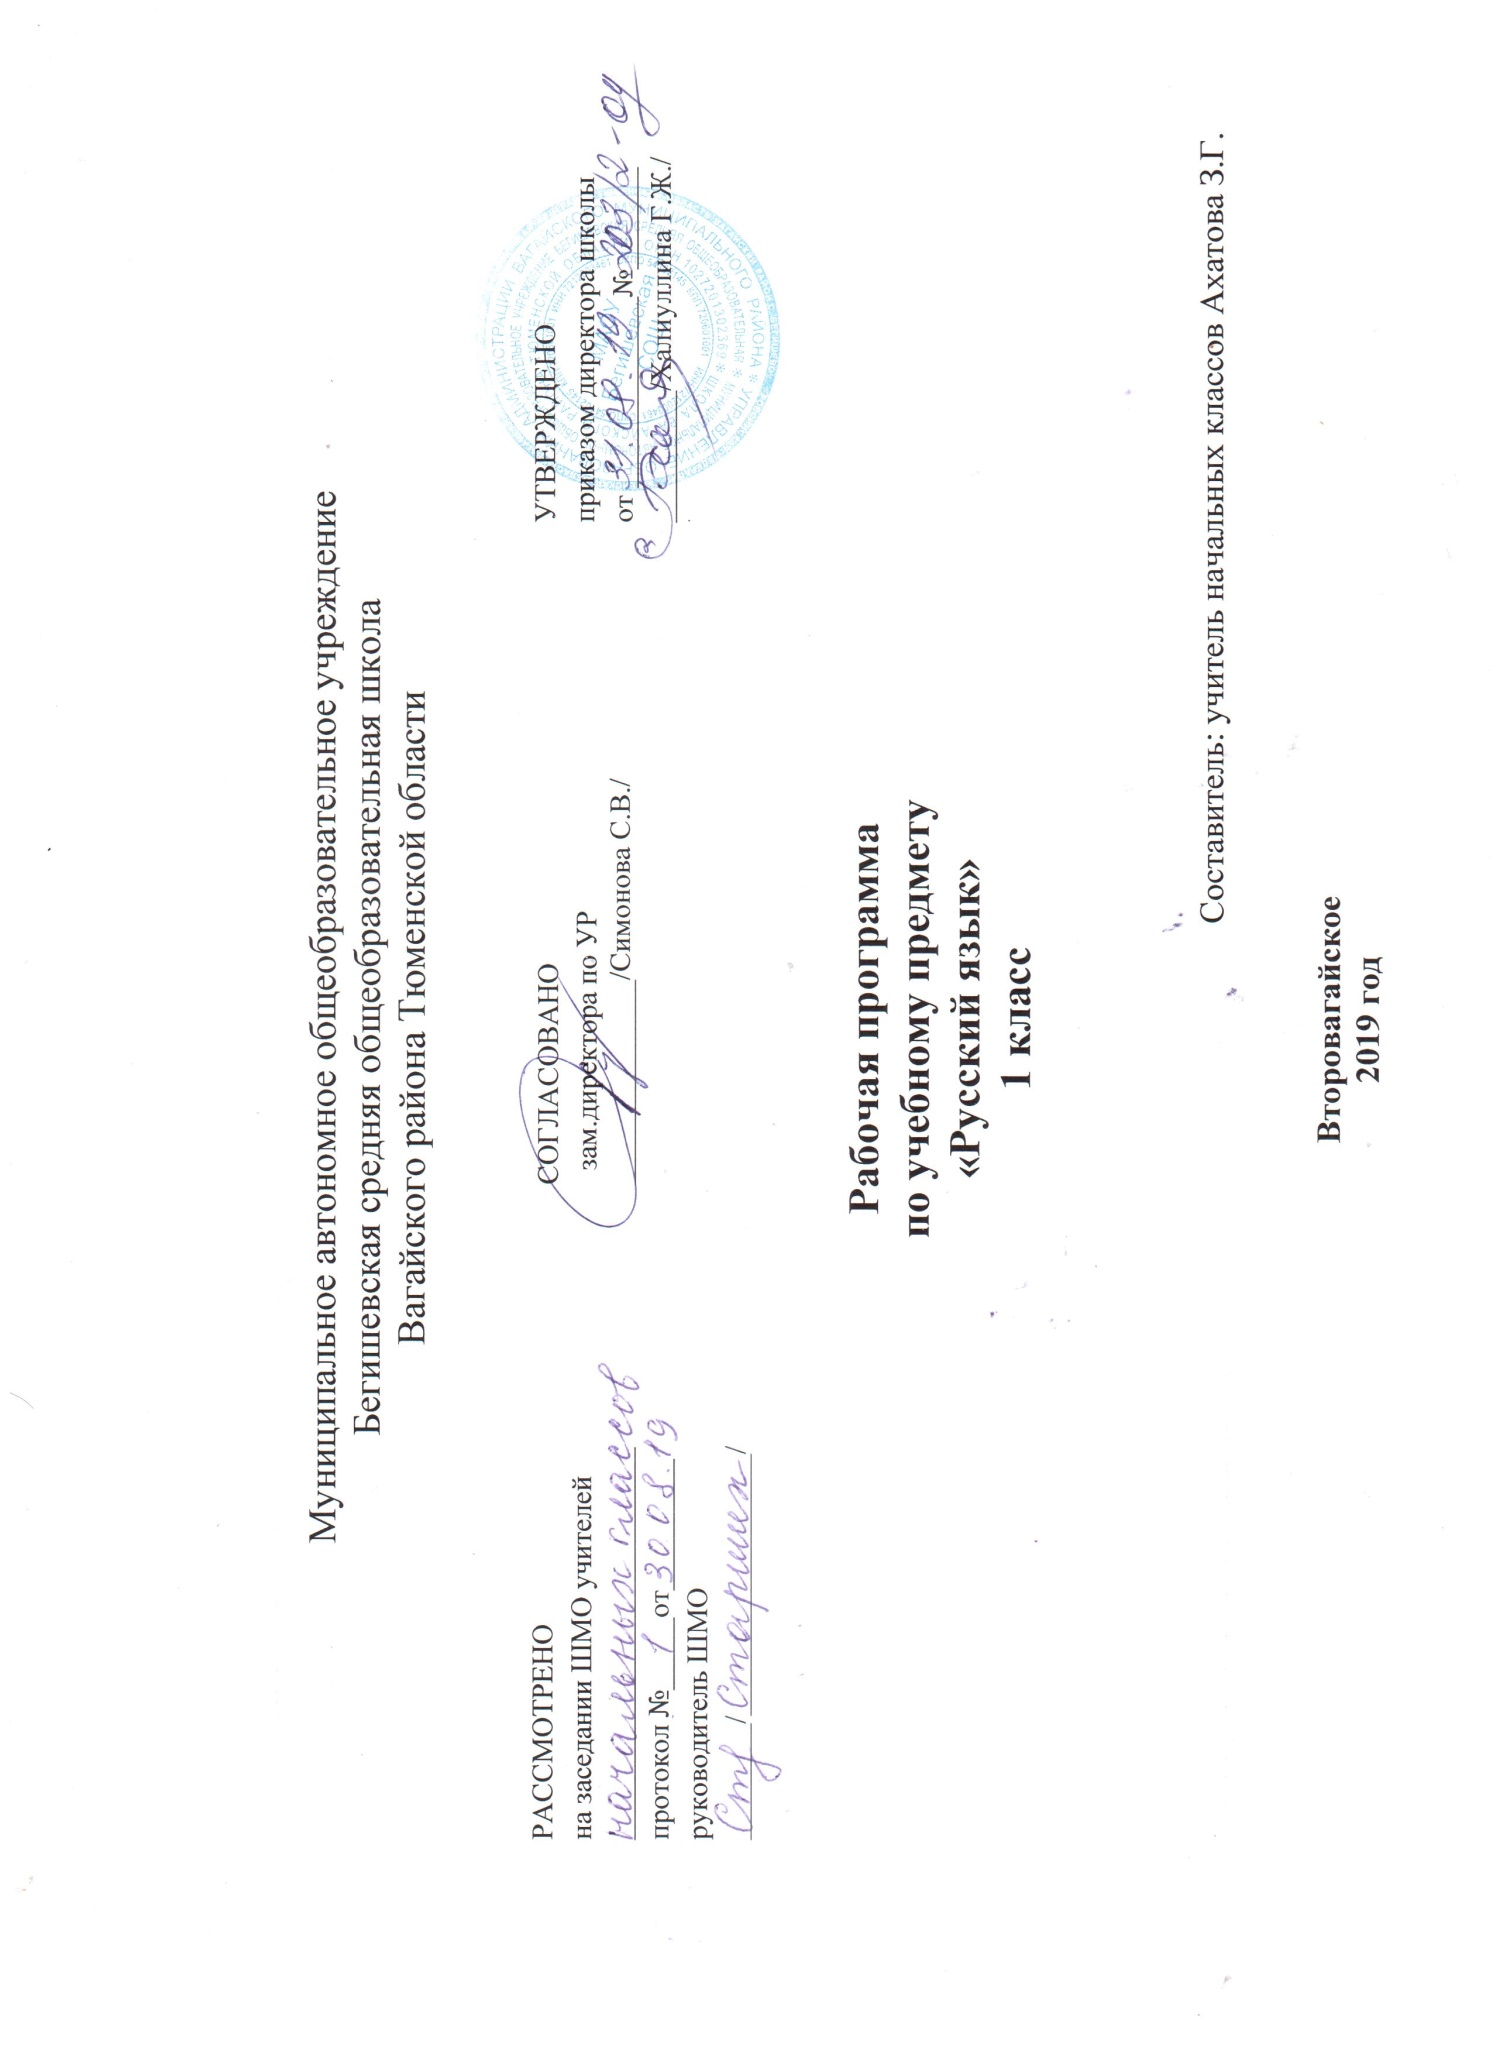 Муниципальное автономное общеобразовательное учреждение
Бегишевская средняя общеобразовательная школа
Вагайского района Тюменской области
РАССМОТРЕНО
на заседании ШМО учителей
начальных классов
протокол № 1 от 30 08.19
руководитель ШМО
/ /
СОГЛАСОВАНО
зам.директора по УР
/Симонова С.В./
УТВЕРЖДЕНО
приказом директора школы
от 31.08.19 № 203/2-од
/Халиуллина Г.Ж./
Рабочая программа
по учебному предмету
«Русский язык»
1 класс
Составитель: учитель начальных классов Ахатова З.Г.
Второвагайское
2019 год